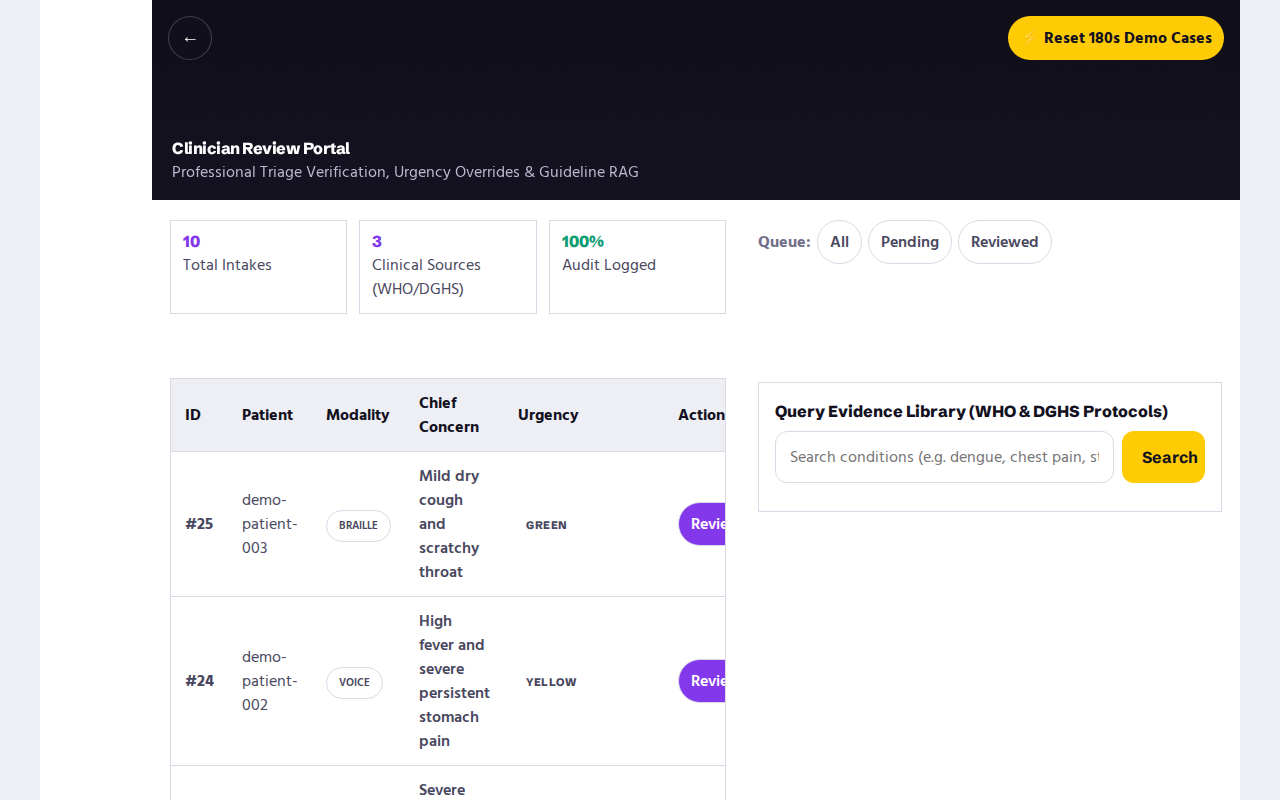 ←
⚡ Reset 180s Demo Cases
Clinician Review Portal
Professional Triage Verification, Urgency Overrides & Guideline RAG
10
Total Intakes
3
Clinical Sources
(WHO/DGHS)
100%
Audit Logged
Queue: All Pending Reviewed
ID Patient Modality Chief Concern Urgency Action
#25
demo-
patient-
003
BRAILLE
Mild dry
cough
and
scratchy
throat
GREEN
Revie
#24
demo-
patient-
002
VOICE
High
fever and
severe
persistent
stomach
pain
YELLOW
Revie
Severe
Query Evidence Library (WHO & DGHS Protocols)
Search conditions (e.g. dengue, chest pain, st
Search